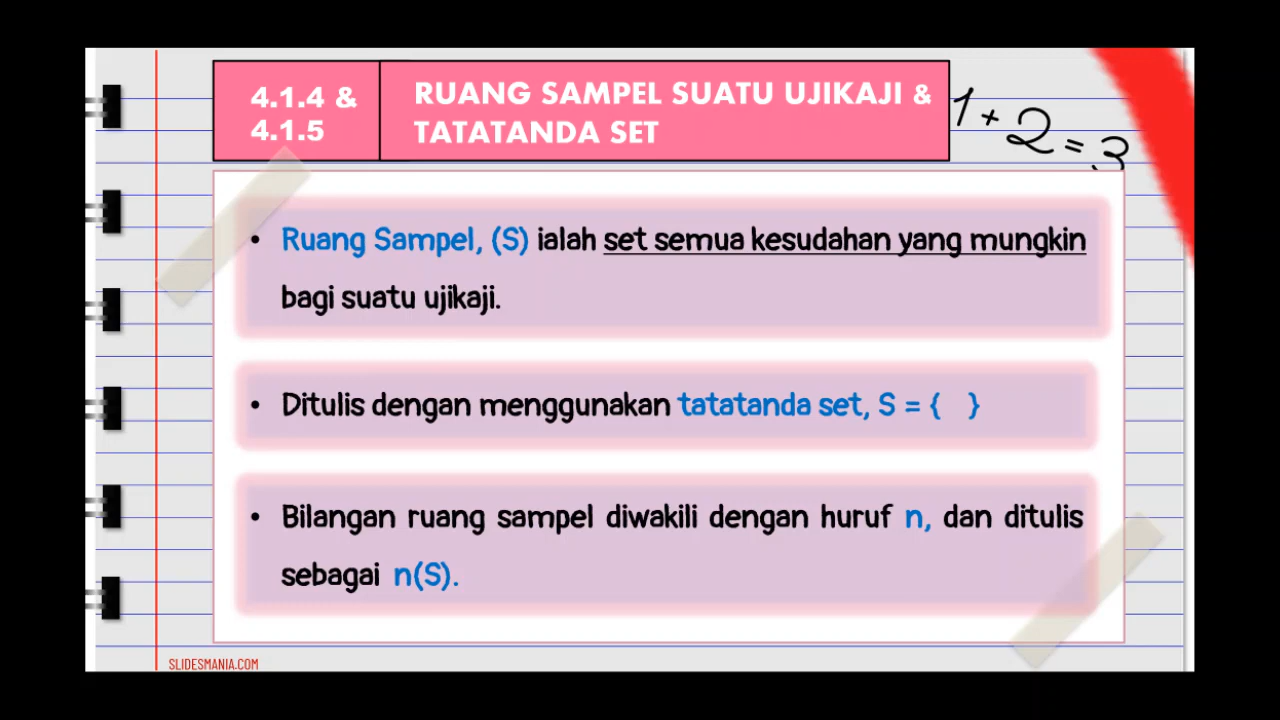 4.1.4 &
4.1.5
RUANG SAMPEL SUATU UJIKAJI &
TATATANDA SET
1 + 2 = 3
• Ruang Sampel, (S) ialah set semua kesudahan yang mungkin
bagi suatu ujikaji.
• Ditulis dengan menggunakan tatatanda set, S = { }
• Bilangan ruang sampel diwakili dengan huruf n, dan ditulis
sebagai n(S).
SLIDESMANIA.COM